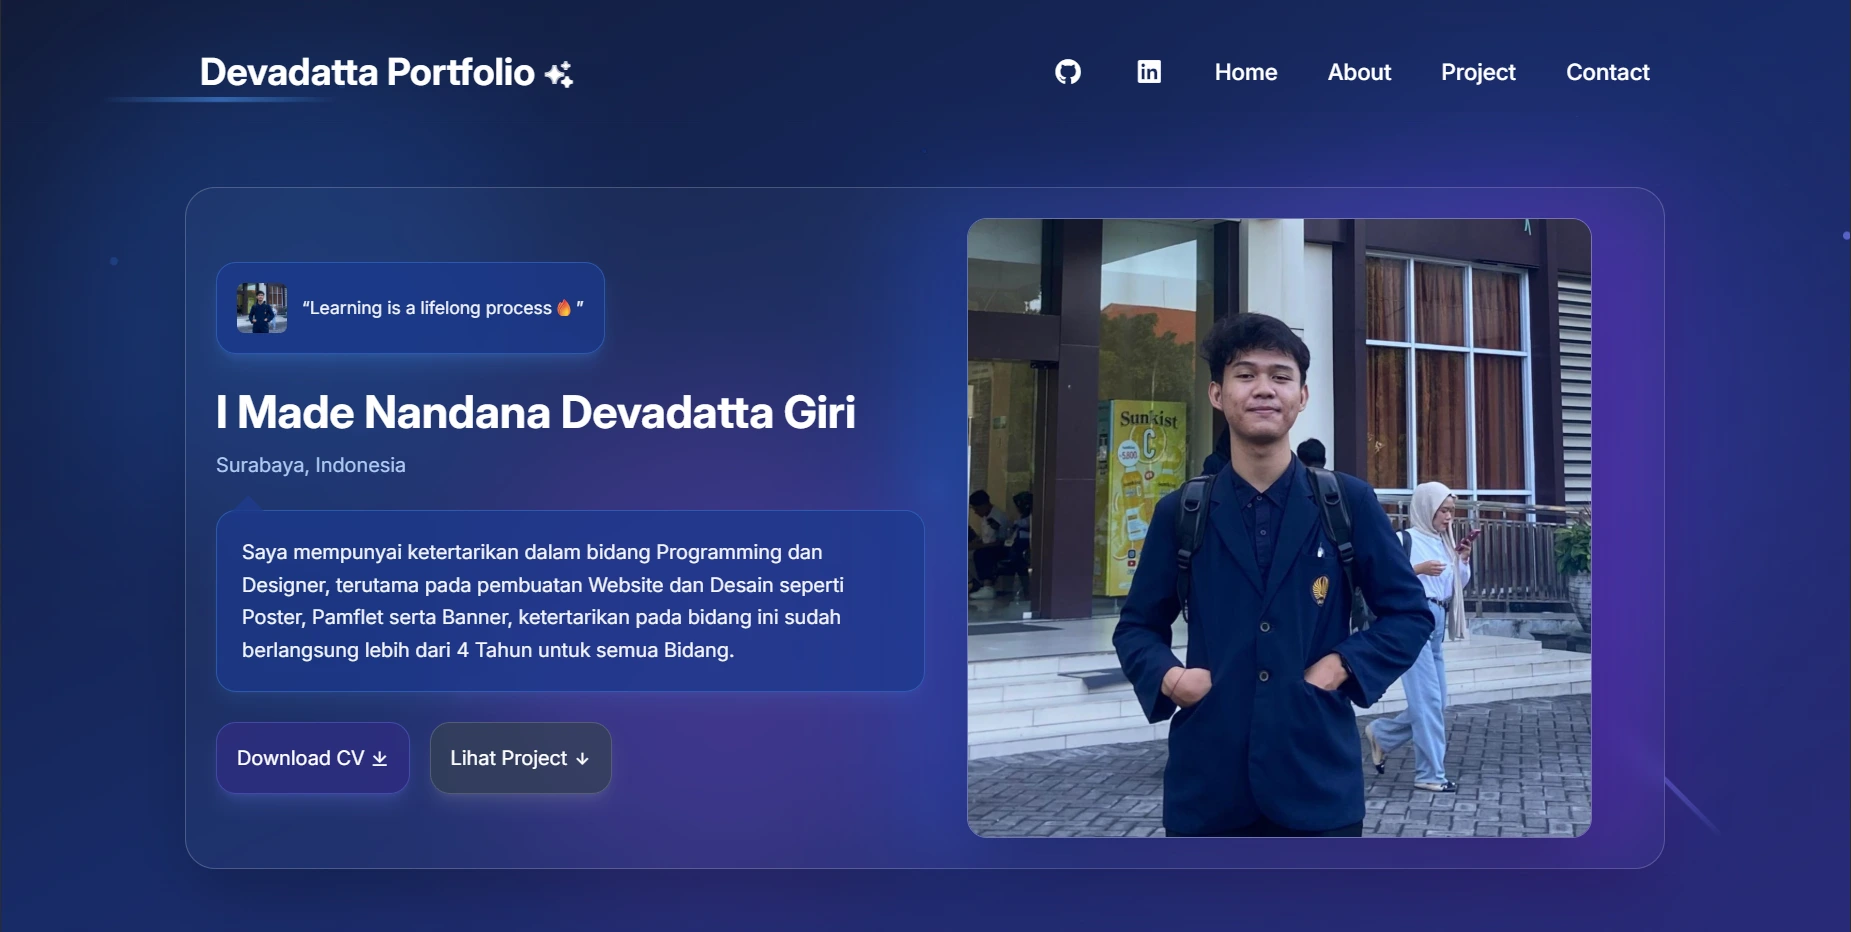 Devadatta Portfolio
Home
About
Project
Contact
“Learning is a lifelong process🔥”
I Made Nandana Devadatta Giri
Surabaya, Indonesia
Saya mempunyai ketertarikan dalam bidang Programming dan
Designer, terutama pada pembuatan Website dan Desain seperti
Poster, Pamflet serta Banner, ketertarikan pada bidang ini sudah
berlangsung lebih dari 4 Tahun untuk semua Bidang.
Download CV
Lihat Project
Sunkist
C
5.800